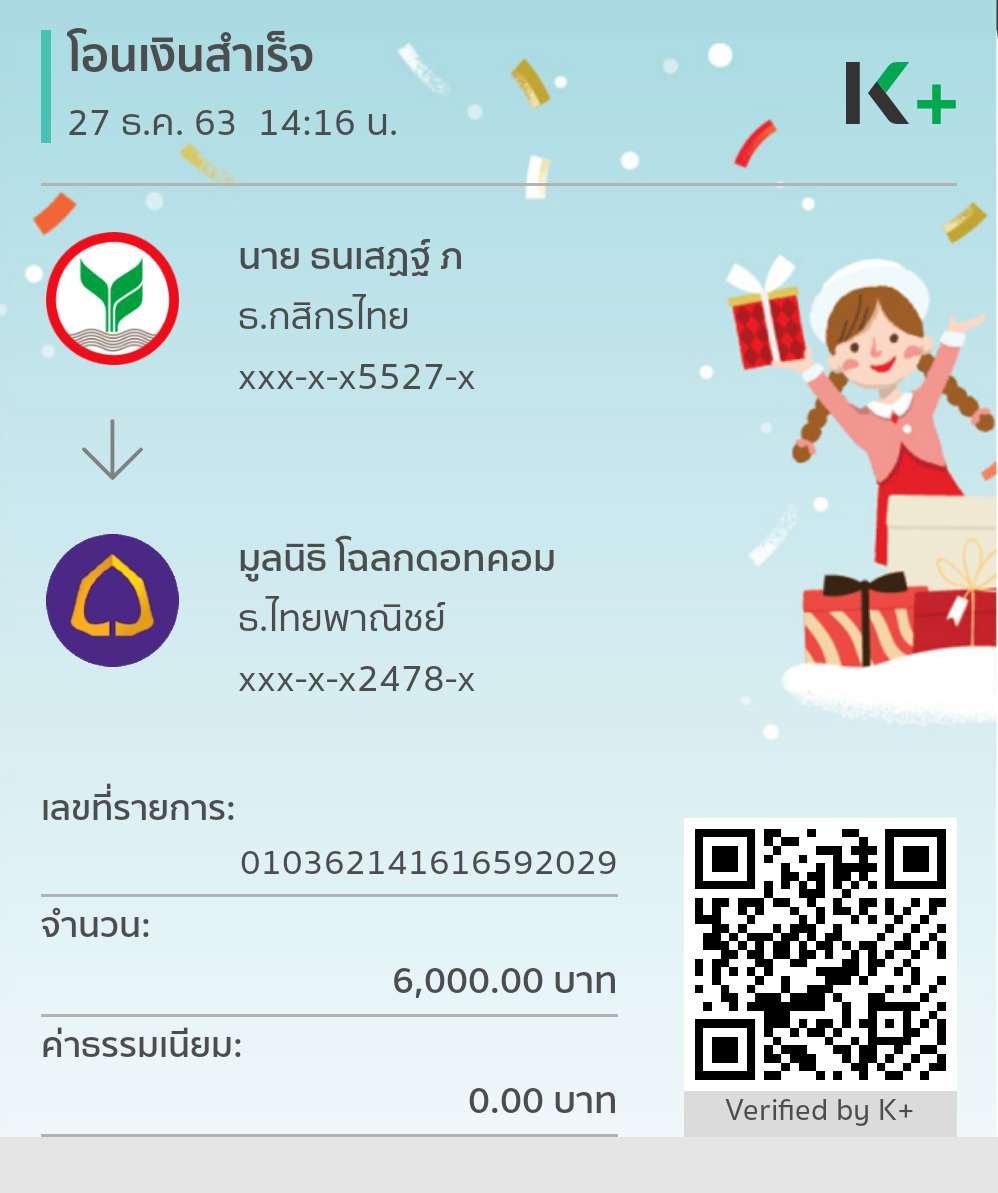 โอนเงินสำเร็จ
27 ธ.ค. 63 14:16 น.
K+
นาย ธนเสฏฐ์ ภ
ธ.กสิกรไทย
xxx-x-x5527-x
มูลนิธิ โฉลกดอทคอม
ธ.ไทยพาณิชย์
xxx-x-x2478-x
เลขที่รายการ:
010362141616592029
จำนวน:
6,000.00 บาท
ค่าธรรมเนียม:
0.00 บาท
Verified by K+